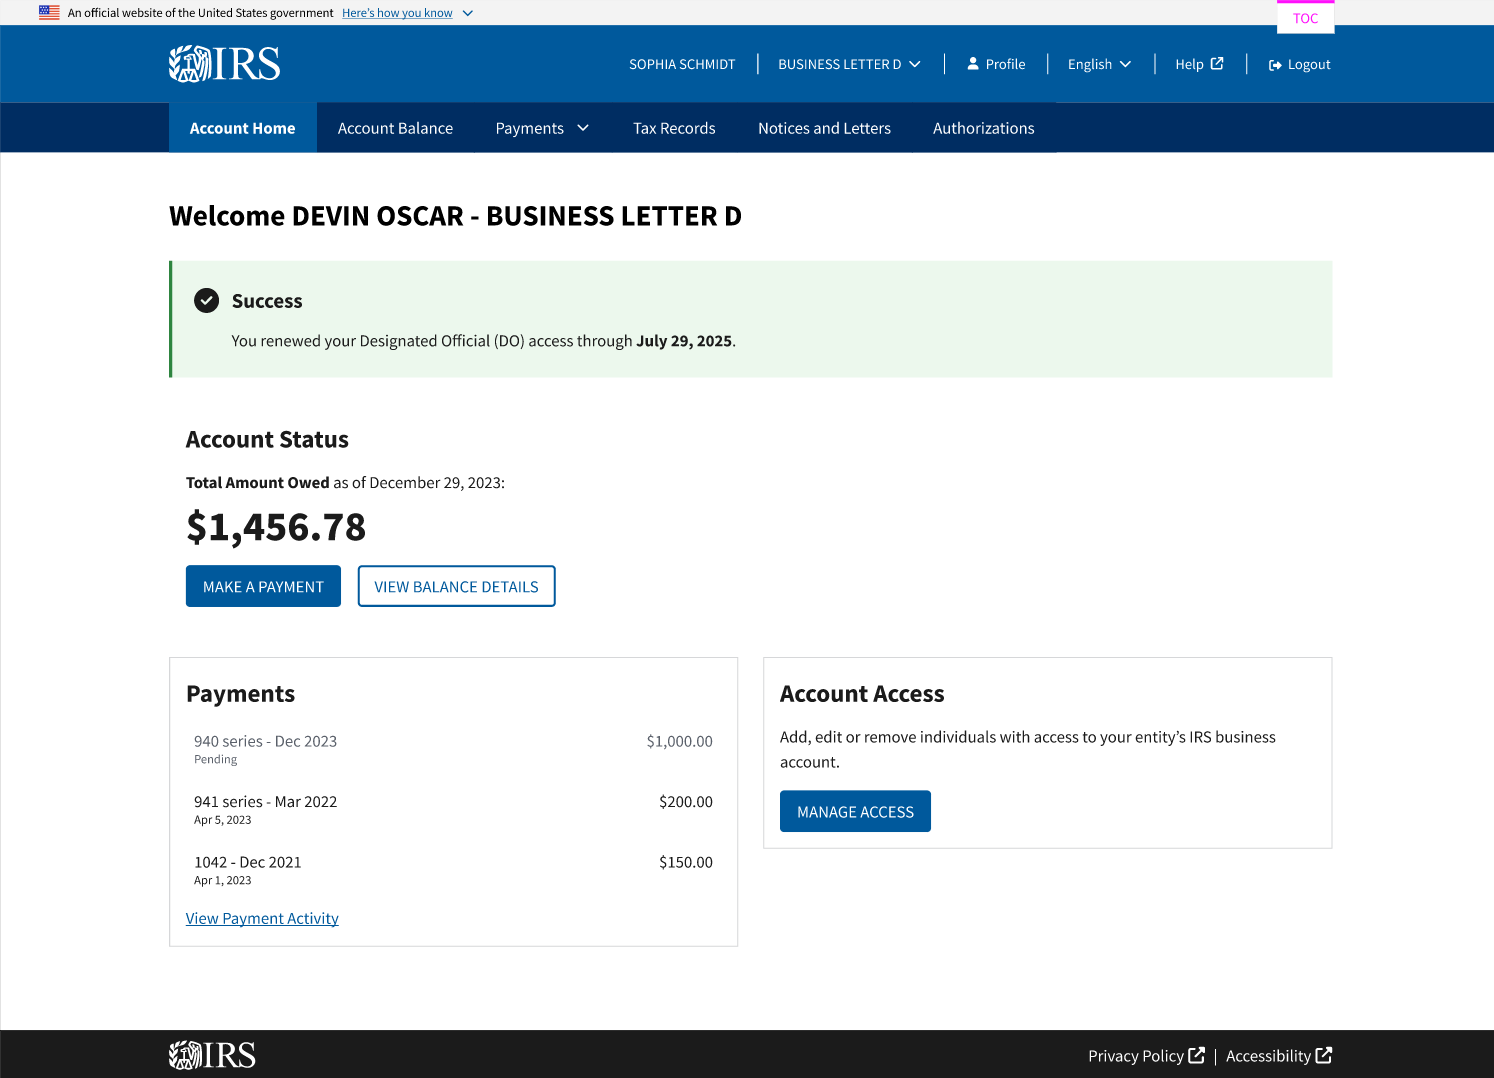 An official website of the United States government Here's how you know
TOC
IRS
SOPHIA SCHMIDT BUSINESS LETTER D Profile English Help Logout
Account Home Account Balance Payments Tax Records Notices and Letters Authorizations
Welcome DEVIN OSCAR - BUSINESS LETTER D
Success
You renewed your Designated Official (DO) access through July 29, 2025.
Account Status
Total Amount Owed as of December 29, 2023:
$1,456.78
MAKE A PAYMENT VIEW BALANCE DETAILS
Payments
940 series - Dec 2023 $1,000.00
Pending
941 series - Mar 2022 $200.00
Apr 5, 2023
1042 - Dec 2021 $150.00
Apr 1, 2023
View Payment Activity
Account Access
Add, edit or remove individuals with access to your entity’s IRS business
account.
MANAGE ACCESS
IRS
Privacy Policy | Accessibility